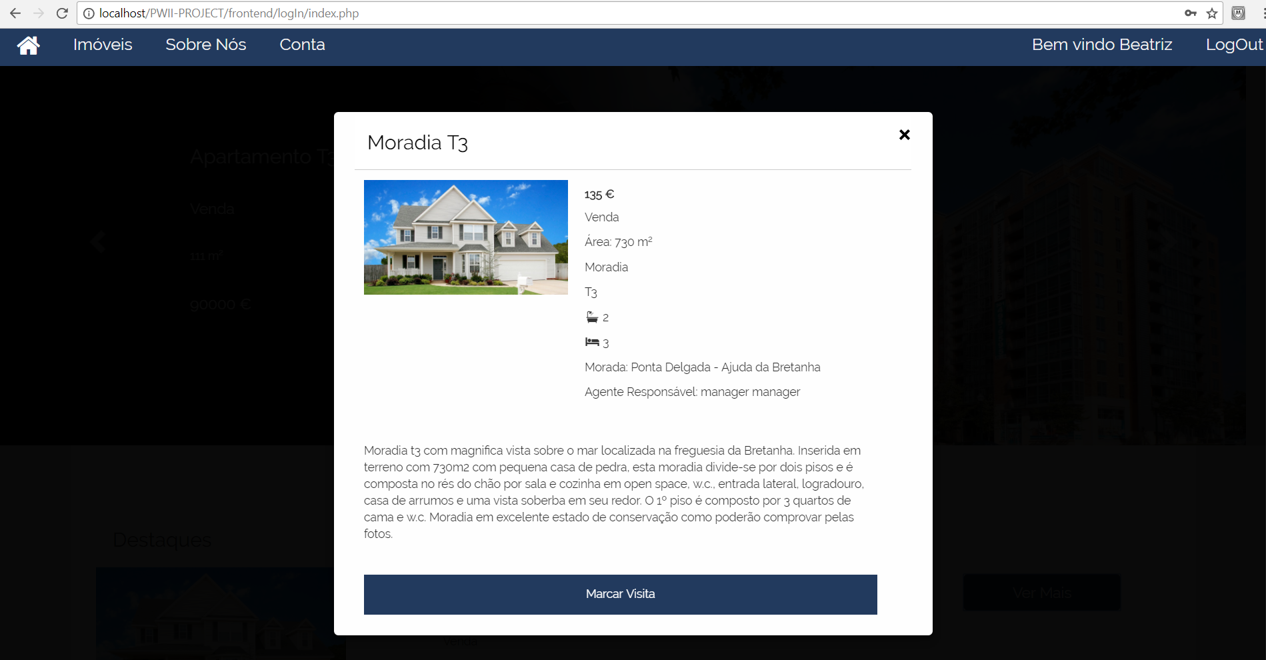 localhost/PWII-PROJECT/frontend/logIn/index.php
Imóveis Sobre Nós Conta Bem vindo Beatriz LogOut
Moradia T3
135 €
Venda
Área: 730 m²
Moradia
T3
2
3
Morada: Ponta Delgada - Ajuda da Bretanha
Agente Responsável: manager manager
Moradia t3 com magnifica vista sobre o mar localizada na freguesia da Bretanha. Inserida em
terreno com 730m2 com pequena casa de pedra, esta moradia divide-se por dois pisos e é
composta no rés do chão por sala e cozinha em open space, w.c., entrada lateral, logradouro,
casa de arrumos e uma vista soberba em seu redor. O 1º piso é composto por 3 quartos de
cama e w.c. Moradia em excelente estado de conservação como poderão comprovar pelas
fotos.
Marcar Visita
Apartamento T
Venda
111 m²
90000 €
Destaques
Ver Mais